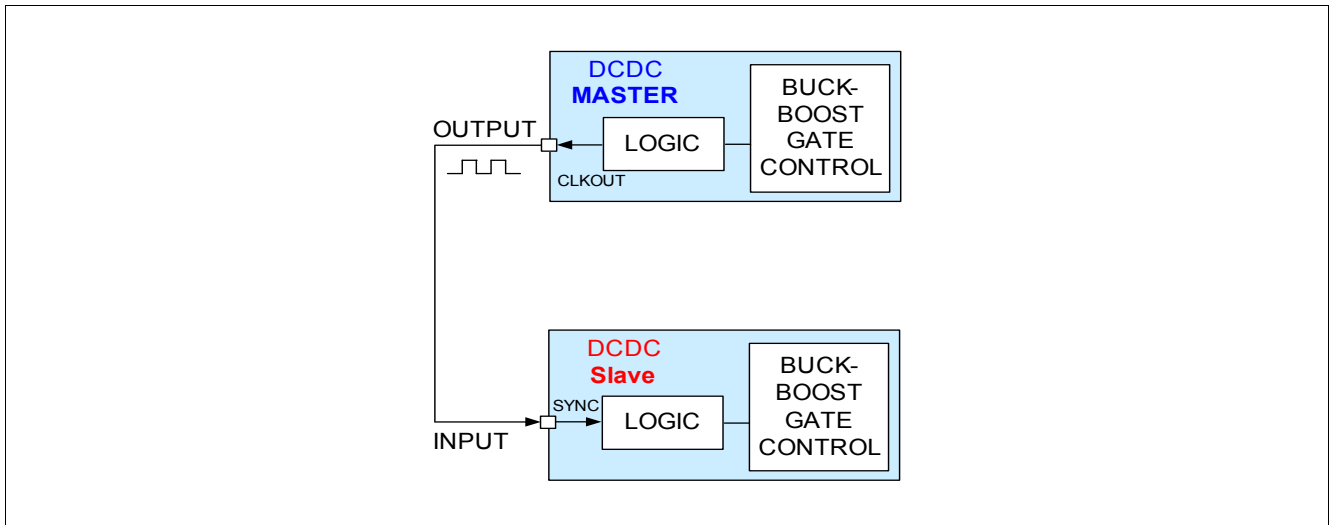 DCDC
MASTER
OUTPUT
LOGIC
CLKOUT
BUCK-
BOOST
GATE
CONTROL
DCDC
Slave
SYNC
LOGIC
INPUT
BUCK-
BOOST
GATE
CONTROL